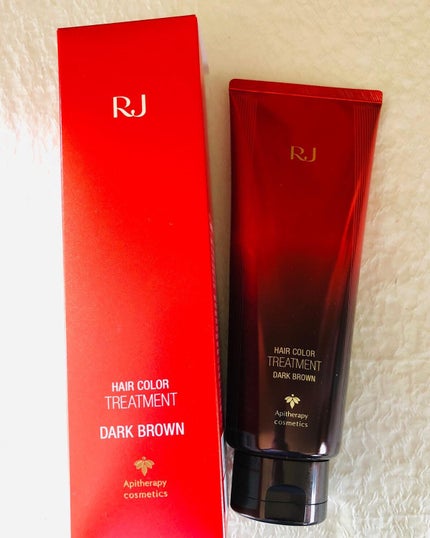 RJ
HAIR COLOR
TREATMENT
DARK BROWN
Apitherapy
cosmetics
RJ
HAIR COLOR
TREATMENT
DARK BROWN
Apitherapy
cosmetics